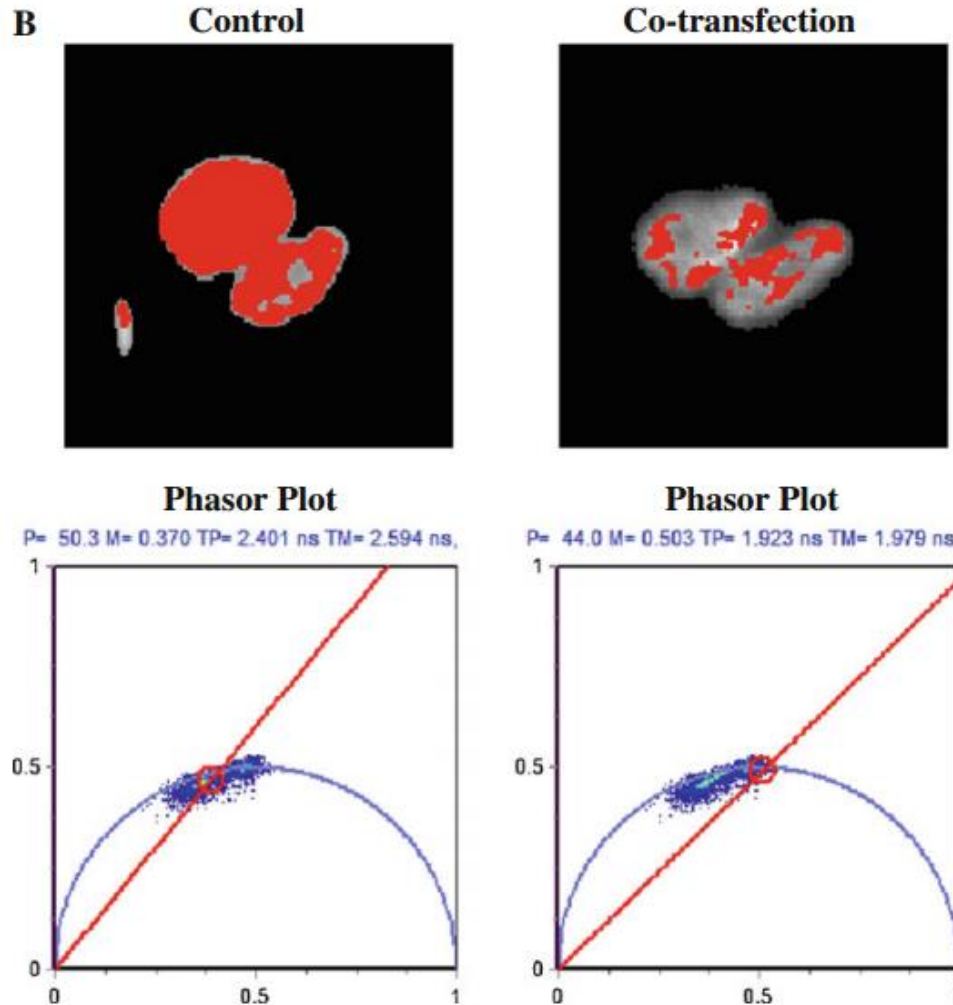 B
Control
Co-transfection
Phasor Plot
Phasor Plot
P= 50.3 M= 0.370 TP= 2.401 ns TM= 2.594 ns,
P= 44.0 M= 0.503 TP= 1.923 ns TM= 1.979 ns
1
1
0.5
0.5
0
0
0
0.5
1
0
0.5